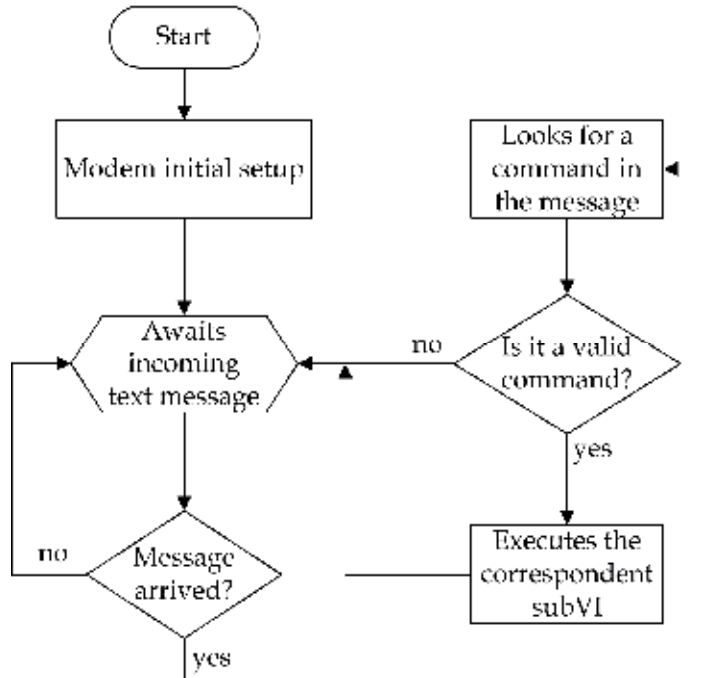 Start
Modem initial setup
Awaits
incoming
text message
no
Message
arrived?
yes
Looks for a
command in
the message
no
Is it a valid
command?
yes
Executes the
correspondent
subVI